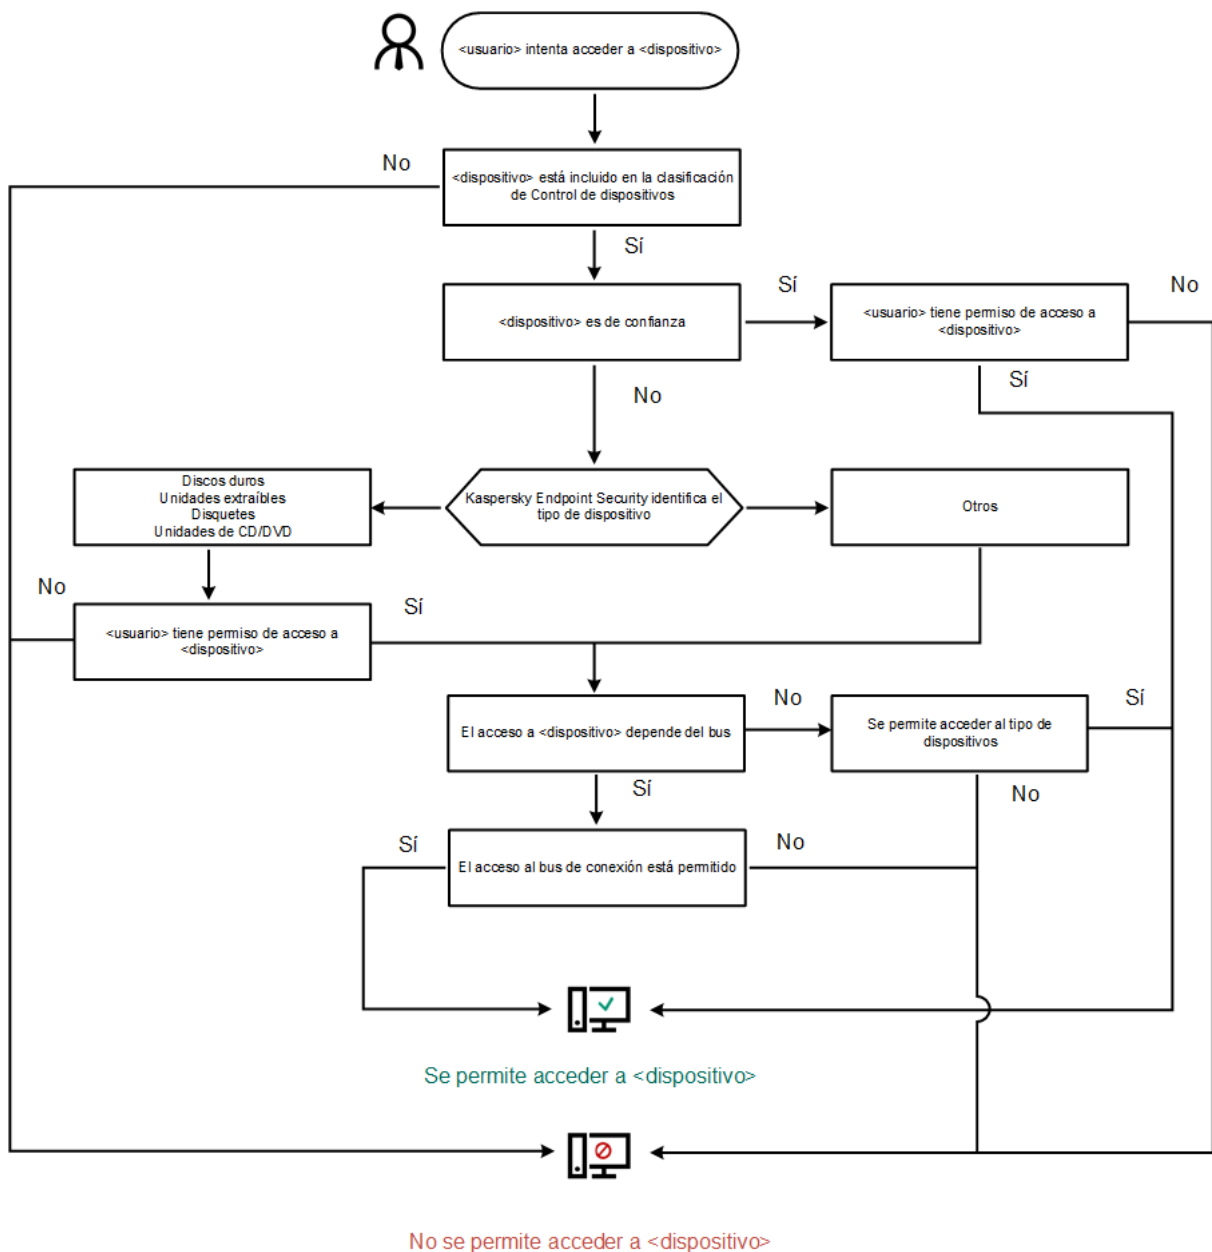 <usuario> intenta acceder a <dispositivo>
No
<dispositivo> está incluido en la clasificación
de Control de dispositivos
Sí
<dispositivo> es de confianza
Sí
<usuario> tiene permiso de acceso a
<dispositivo>
No
Sí
No
Discos duros
Unidades extraíbles
Disquetes
Unidades de CD/DVD
Kaspersky Endpoint Security identifica el
tipo de dispositivo
Otros
No
<usuario> tiene permiso de acceso a
<dispositivo>
Sí
El acceso a <dispositivo> depende del bus
No
Se permite acceder al tipo de
dispositivos
Sí
Sí
No
Sí
El acceso al bus de conexión está permitido
No
Se permite acceder a <dispositivo>
No se permite acceder a <dispositivo>